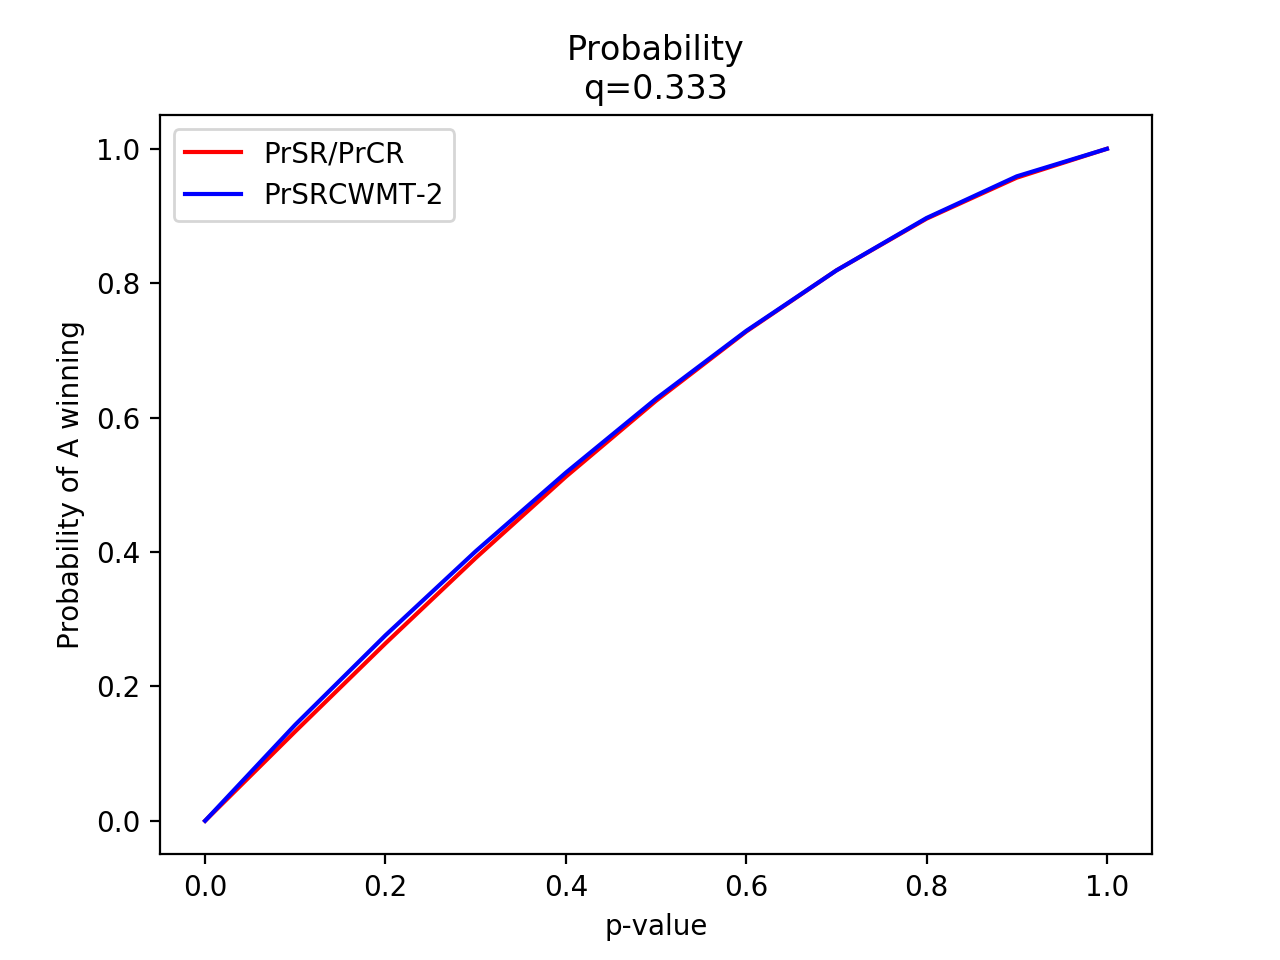 Probability
q=0.333
PrSR/PrCR
PrSRCWMT-2
1.0
0.8
0.6
0.4
0.2
0.0
Probability of A winning
0.0 0.2 0.4 0.6 0.8 1.0
p-value